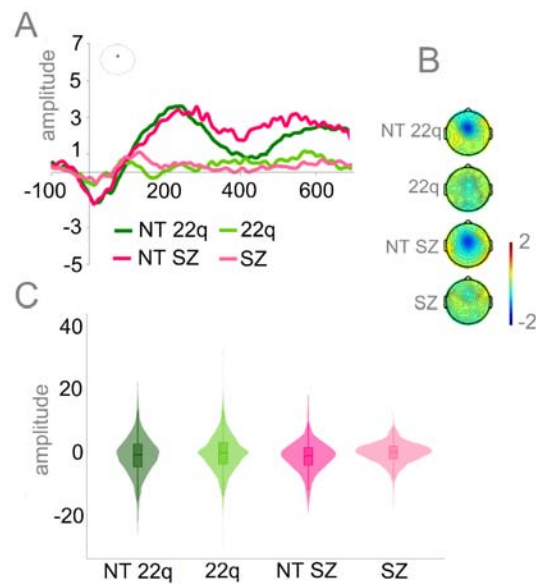 A
7
5
3
1
-3
-5
amplitude
-100
200
400
600
NT 22q
22q
NT SZ
SZ
B
NT 22q
22q
NT SZ
SZ
2
-2
C
40
20
0
-20
amplitude
NT 22q
22q
NT SZ
SZ